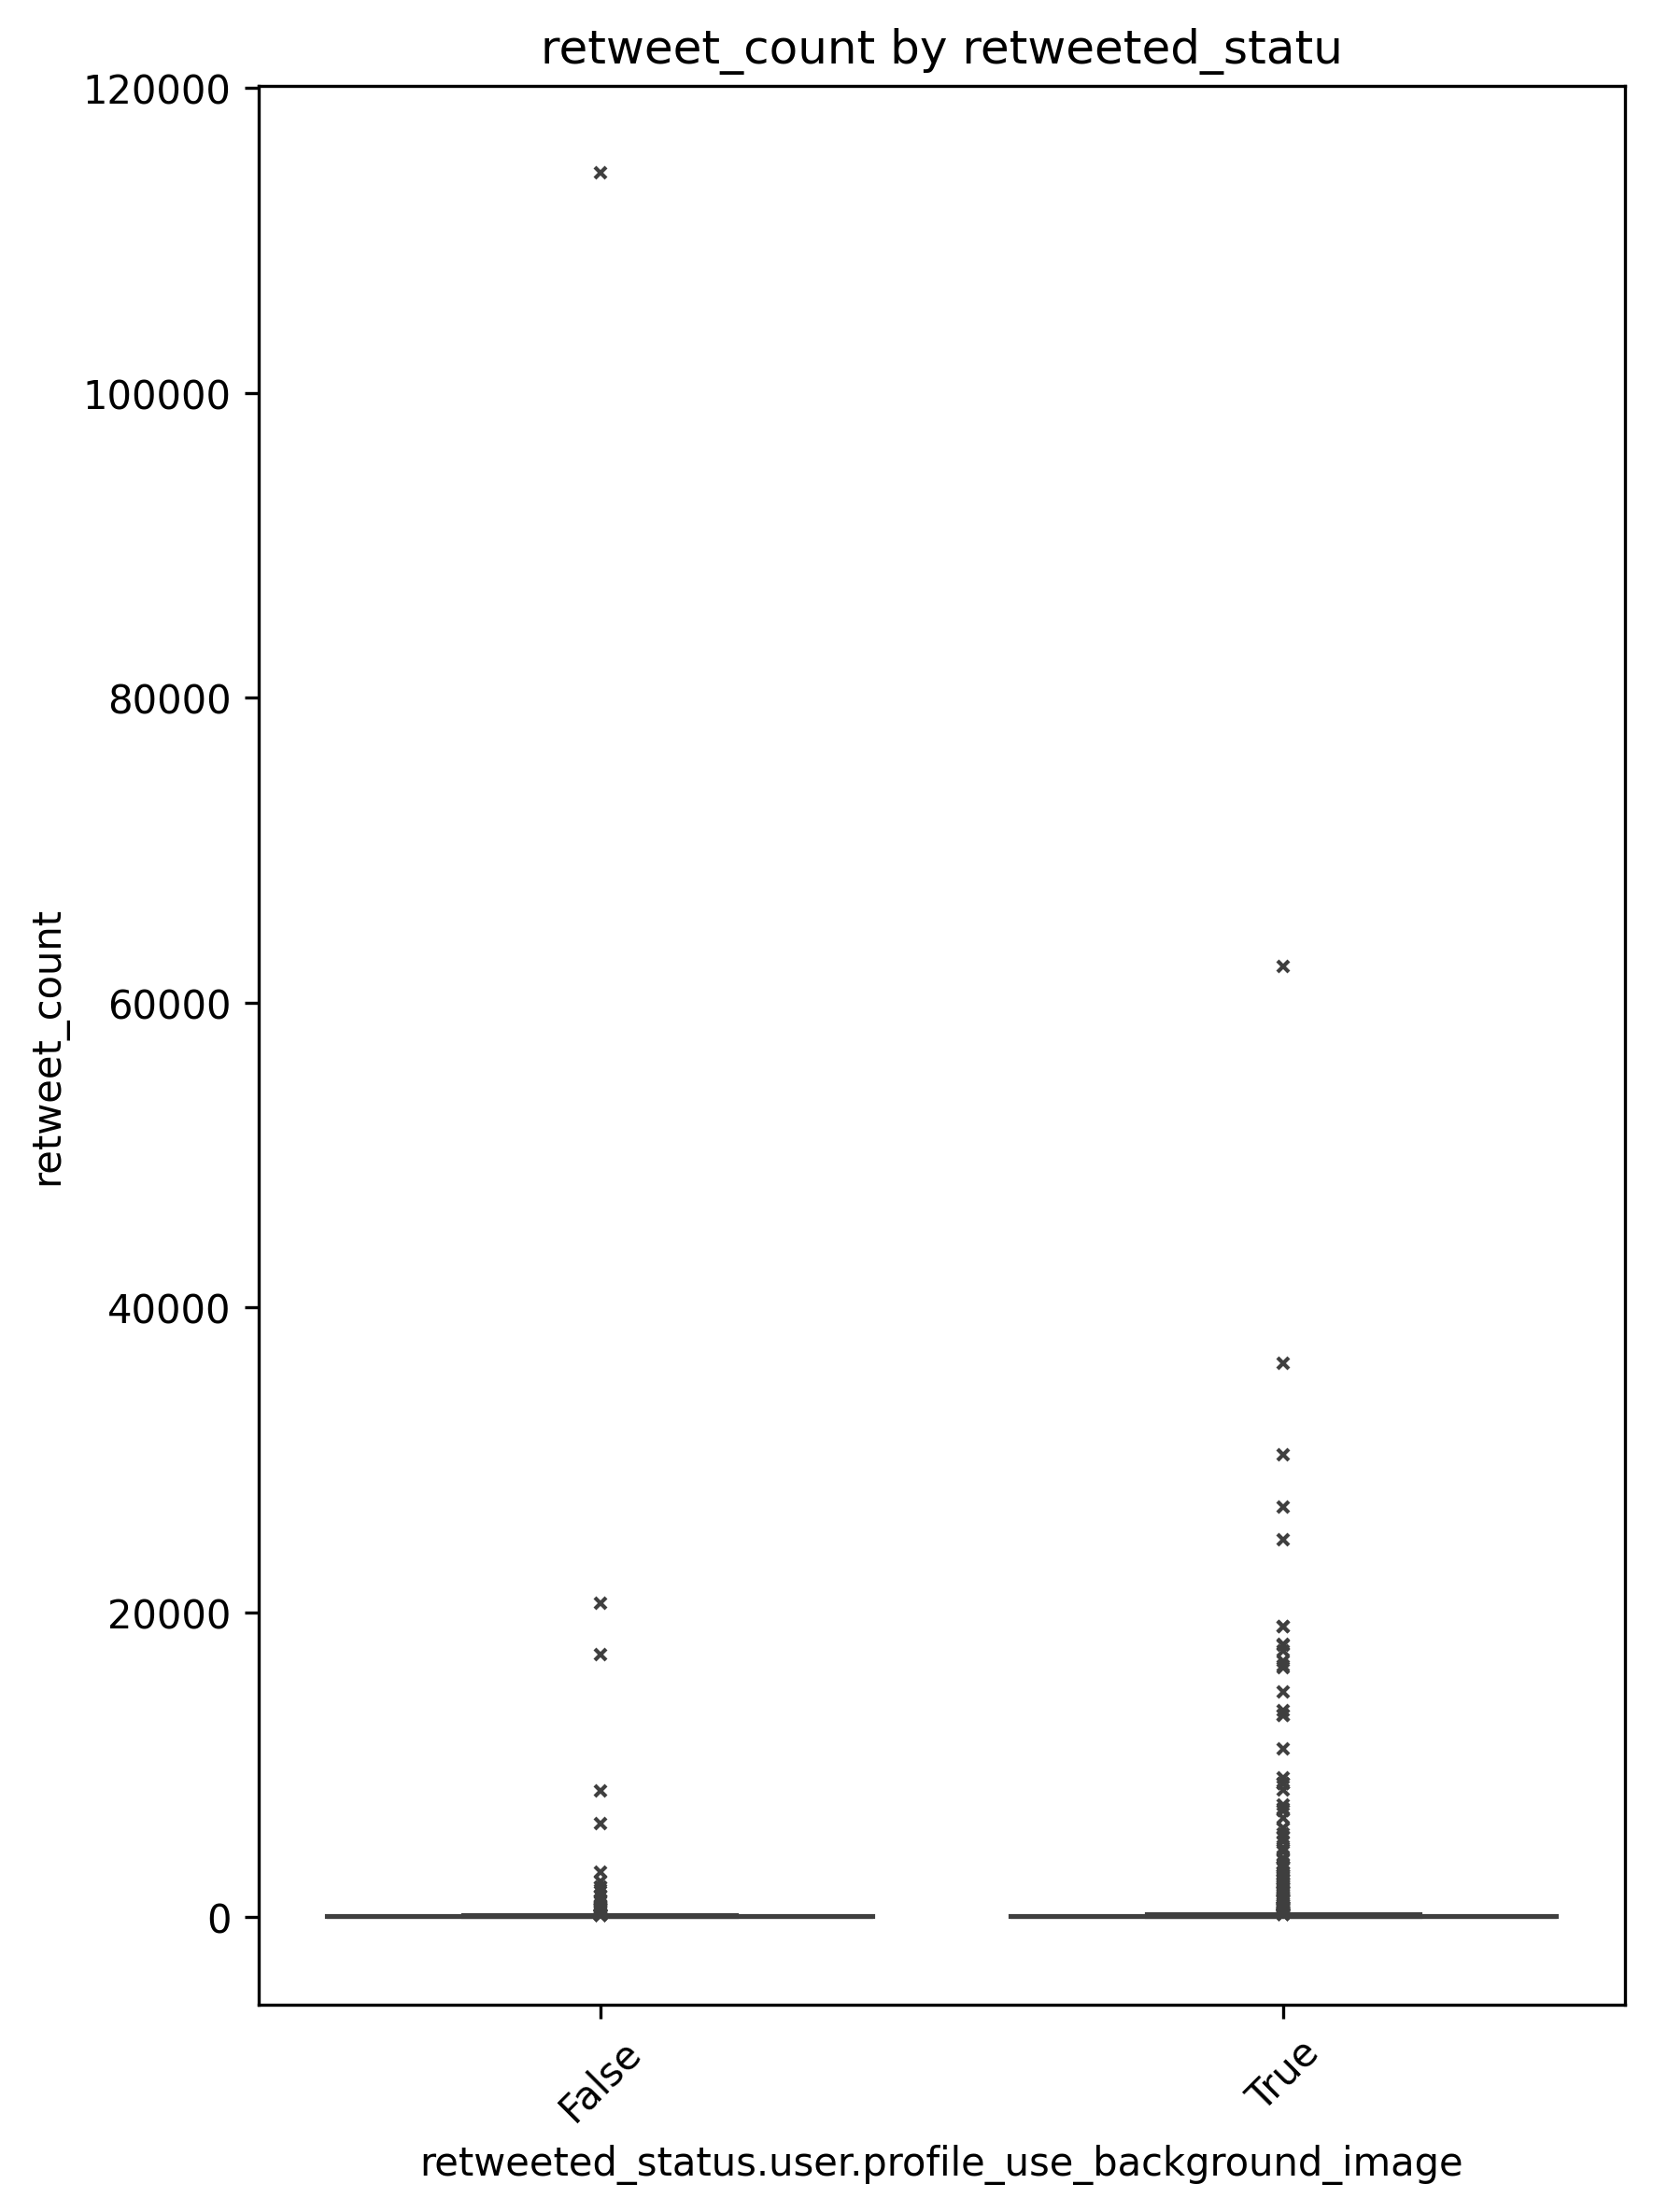 retweet_count by retweeted_statu
120000
100000
80000
60000
40000
20000
0
retweet_count
False
True
retweeted_status.user.profile_use_background_image